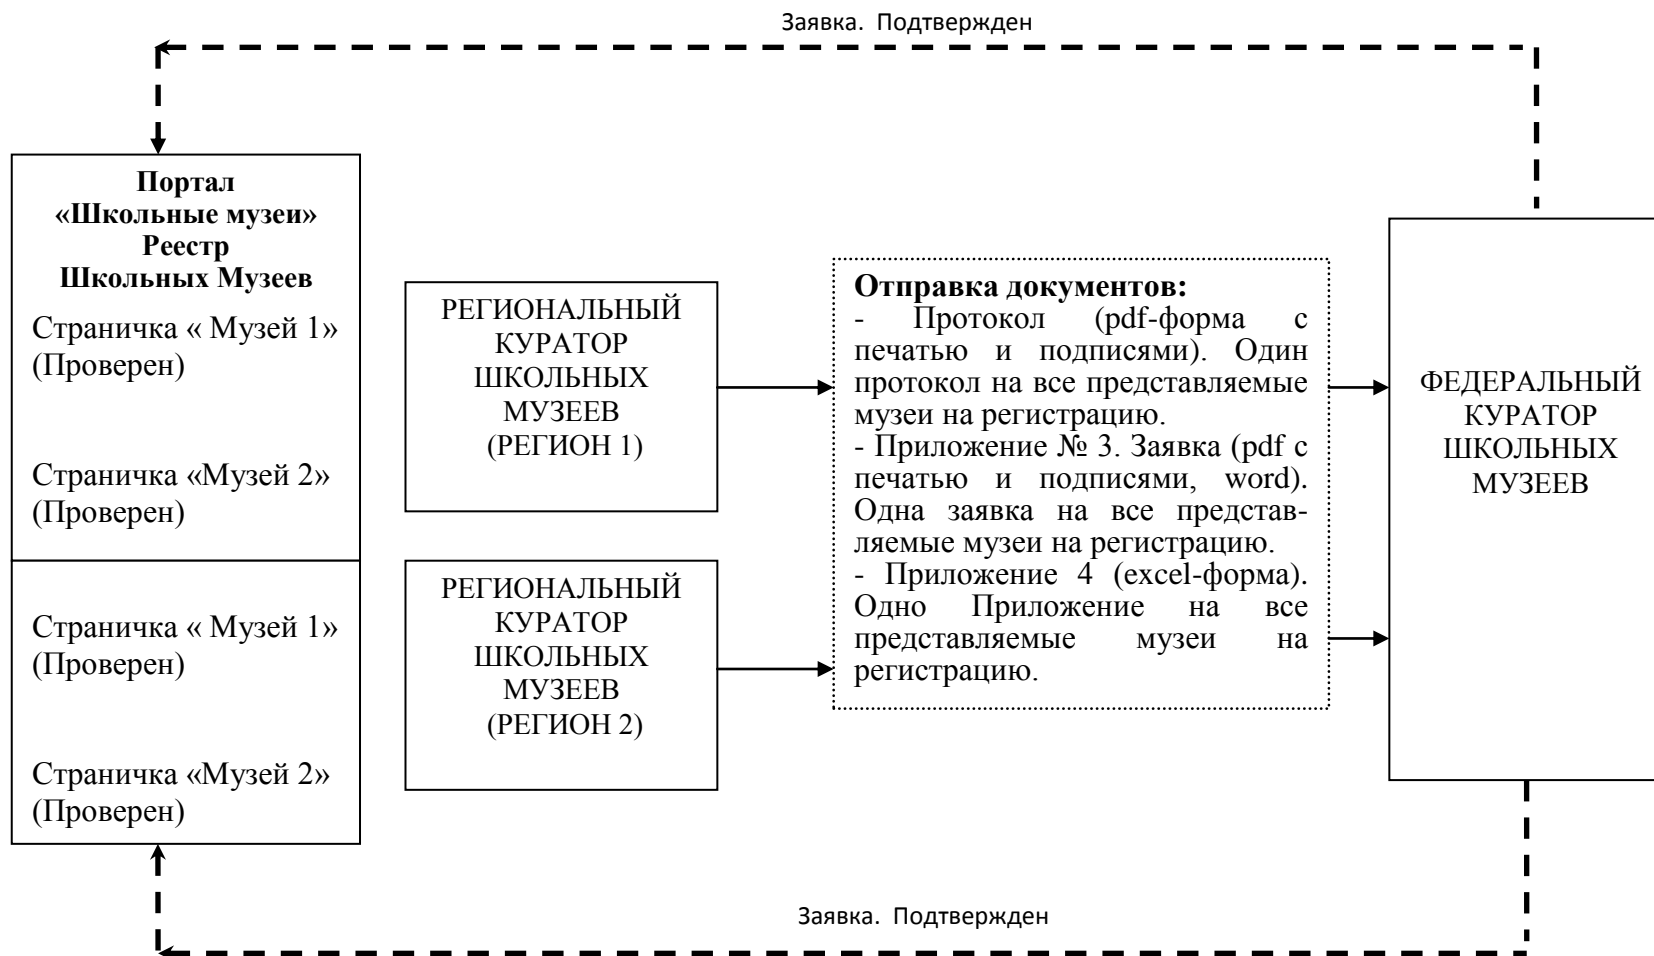 Заявка. Подтвержден
Портал
«Школьные музеи»
Реестр
Школьных Музеев
Страничка « Музей 1»
(Проверен)
Страничка «Музей 2»
(Проверен)
Страничка « Музей 1»
(Проверен)
Страничка «Музей 2»
(Проверен)
РЕГИОНАЛЬНЫЙ
КУРАТОР
ШКОЛЬНЫХ
МУЗЕЕВ
(РЕГИОН 1)
РЕГИОНАЛЬНЫЙ
КУРАТОР
ШКОЛЬНЫХ
МУЗЕЕВ
(РЕГИОН 2)
Отправка документов:
- Протокол (pdf-форма с
печатью и подписями). Один
протокол на все представляемые
музеи на регистрацию.
- Приложение № 3. Заявка (pdf с
печатью и подписями, word).
Одна заявка на все представ-
ляемые музеи на регистрацию.
- Приложение 4 (excel-форма).
Одно Приложение на все
представляемые музеи на
регистрацию.
ФЕДЕРАЛЬНЫЙ
КУРАТОР
ШКОЛЬНЫХ
МУЗЕЕВ
Заявка. Подтвержден